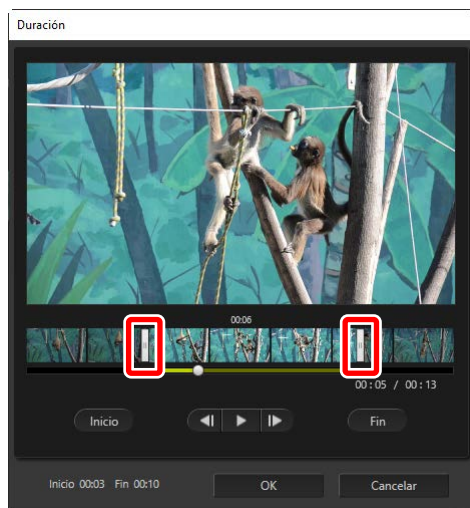 Duración
00:06
00 : 05 / 00 : 13
Inicio
Fin
Inicio 00:03 Fin 00:10
OK
Cancelar